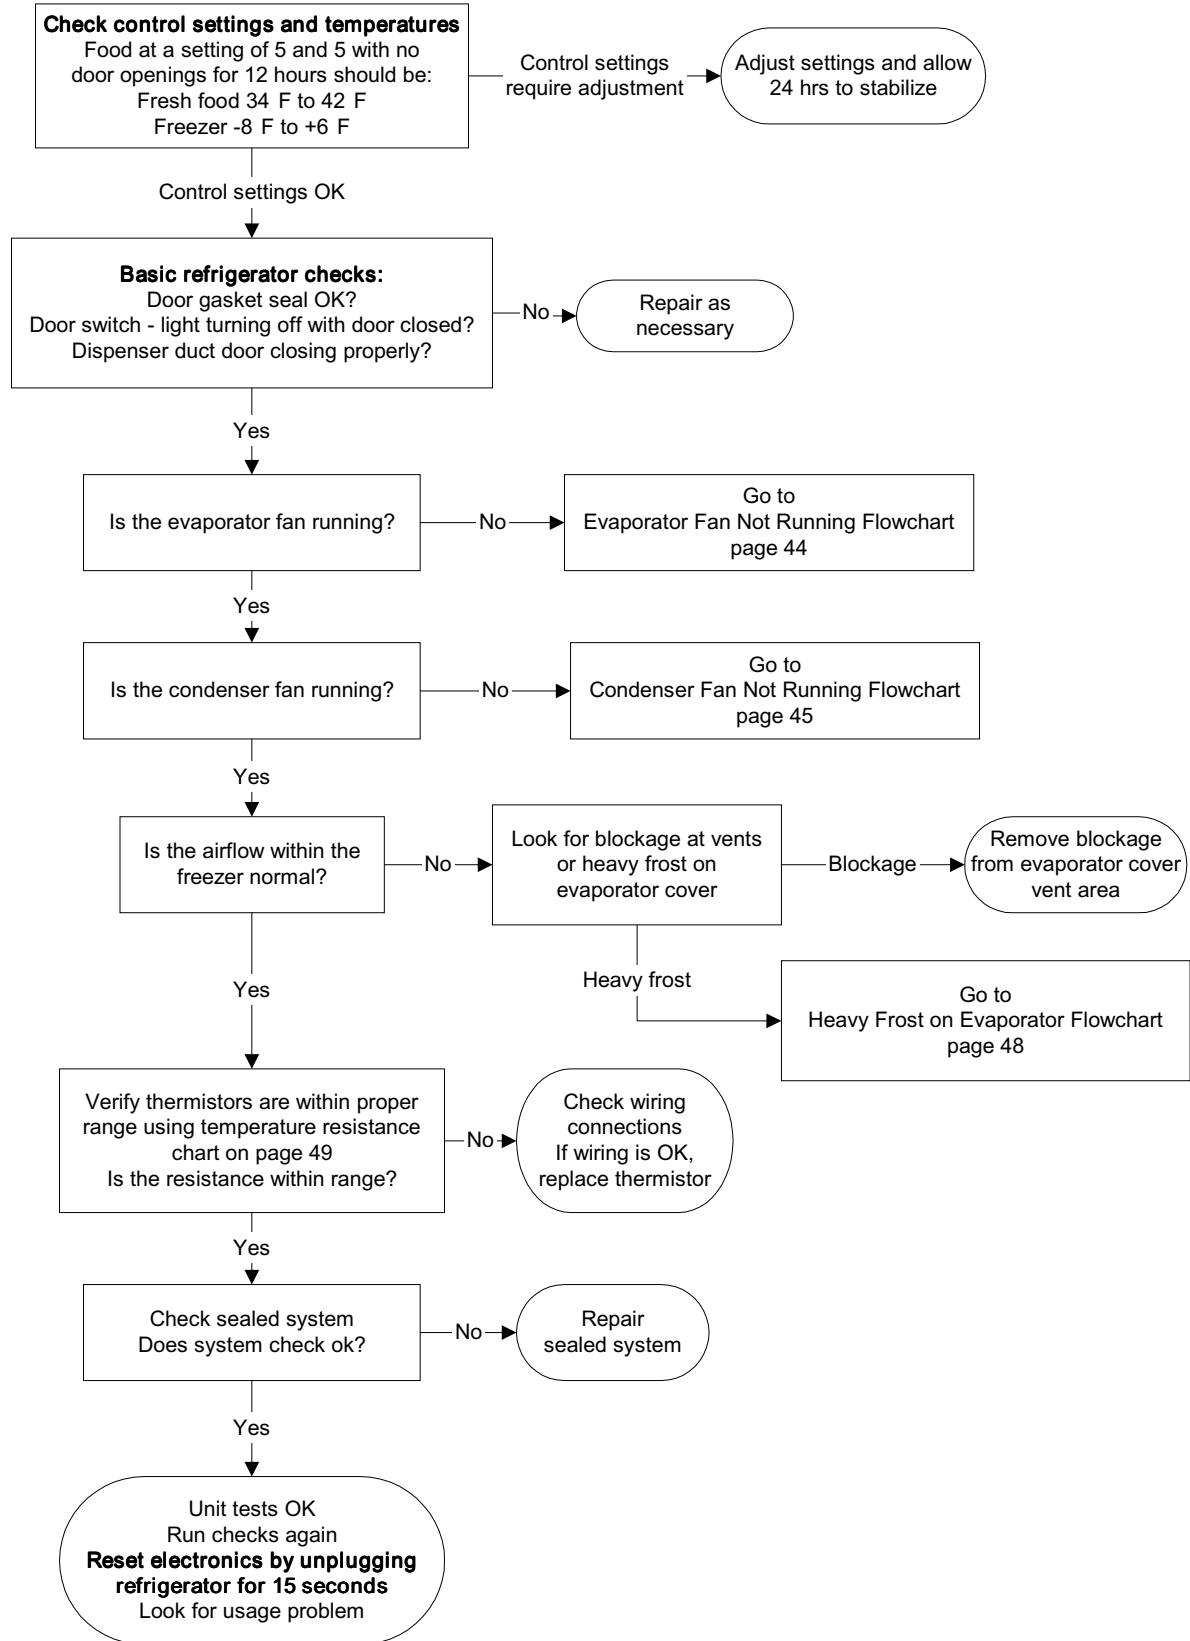 Check control settings and temperatures
Food at a setting of 5 and 5 with no
door openings for 12 hours should be:
Fresh food 34 F to 42 F
Freezer -8 F to +6 F
Control settings
require adjustment
Adjust settings and allow
24 hrs to stabilize
Control settings OK
Basic refrigerator checks:
Door gasket seal OK?
Door switch - light turning off with door closed?
Dispenser duct door closing properly?
No
Repair as
necessary
Yes
Is the evaporator fan running?
No
Go to
Evaporator Fan Not Running Flowchart
page 44
Yes
Is the condenser fan running?
No
Go to
Condenser Fan Not Running Flowchart
page 45
Yes
Is the airflow within the
freezer normal?
No
Look for blockage at vents
or heavy frost on
evaporator cover
Blockage
Remove blockage
from evaporator cover
vent area
Heavy frost
Go to
Heavy Frost on Evaporator Flowchart
page 48
Yes
Verify thermistors are within proper
range using temperature resistance
chart on page 49
Is the resistance within range?
No
Check wiring
connections
If wiring is OK,
replace thermistor
Yes
Check sealed system
Does system check ok?
No
Repair
sealed system
Yes
Unit tests OK
Run checks again
Reset electronics by unplugging
refrigerator for 15 seconds
Look for usage problem